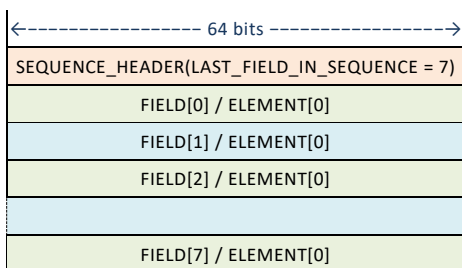 ←------------------ 64 bits ------------------→
SEQUENCE_HEADER(LAST_FIELD_IN_SEQUENCE = 7)
FIELD[0] / ELEMENT[0]
FIELD[1] / ELEMENT[0]
FIELD[2] / ELEMENT[0]
FIELD[7] / ELEMENT[0]